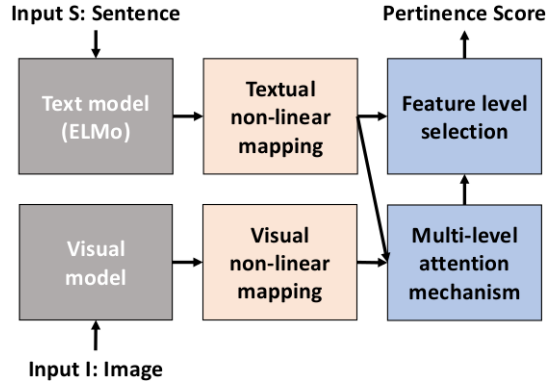 Input S: Sentence
Pertinence Score
Text model
(ELMo)
Textual
non-linear
mapping
Feature level
selection
Visual
model
Visual
non-linear
mapping
Multi-level
attention
mechanism
Input I: Image